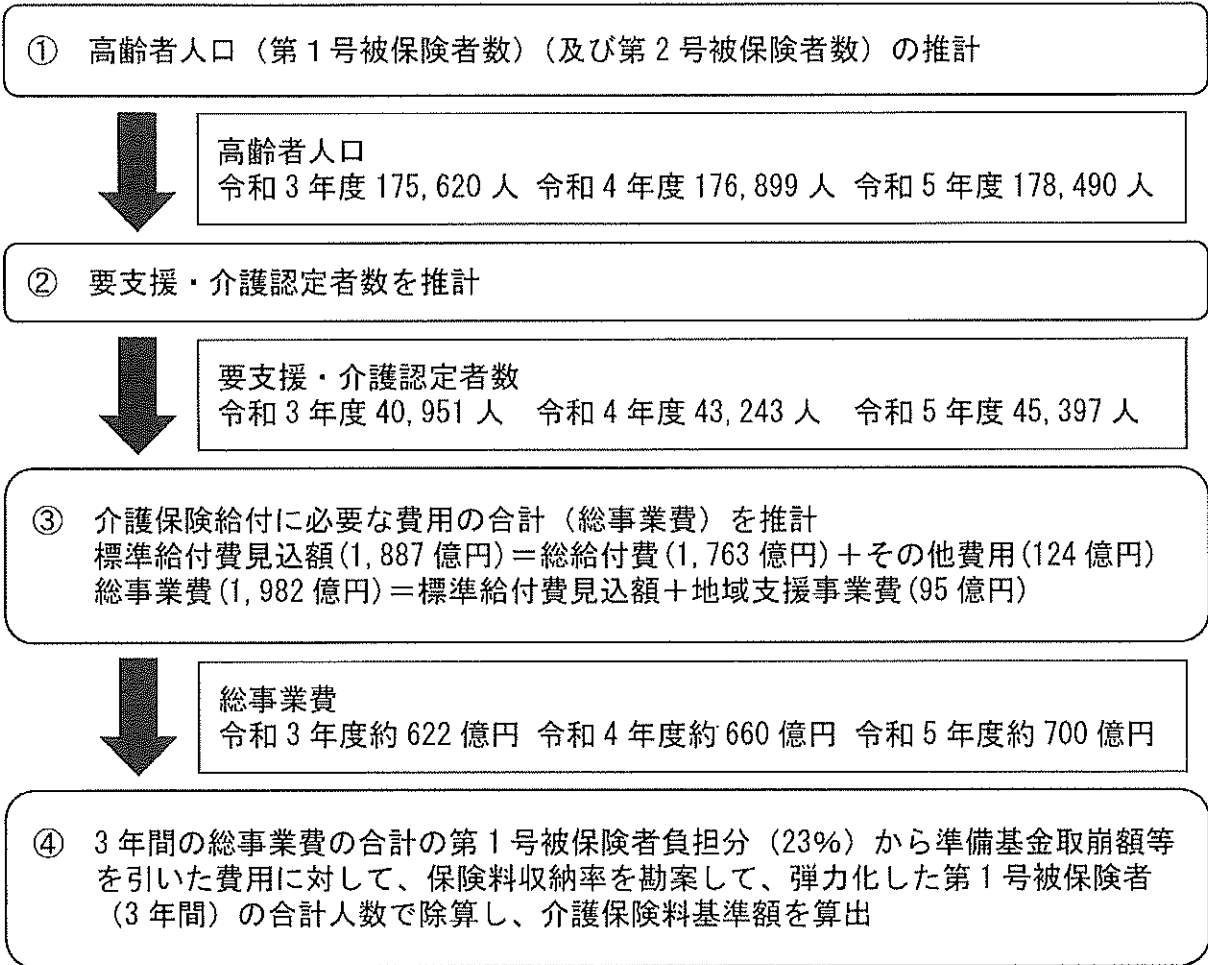 ① 高齢者人口（第１号被保険者数）（及び第２号被保険者数）の推計
高齢者人口
令和３年度 175,620 人 令和４年度 176,899 人 令和５年度 178,490 人
② 要支援・介護認定者数を推計
要支援・介護認定者数
令和３年度 40,951 人 令和４年度 43,243 人 令和５年度 45,397 人
③ 介護保険給付に必要な費用の合計（総事業費）を推計
標準給付費見込額(1,887 億円)＝総給付費(1,763 億円)＋その他費用(124 億円)
総事業費(1,982 億円)＝標準給付費見込額＋地域支援事業費(95 億円)
総事業費
令和３年度約 622 億円 令和４年度約 660 億円 令和５年度約 700 億円
④ ３年間の総事業費の合計の第１号被保険者負担分（23%）から準備基金取崩額等
を引いた費用に対して、保険料収納率を勘案して、弾力化した第１号被保険者
（３年間）の合計人数で除算し、介護保険料基準額を算出